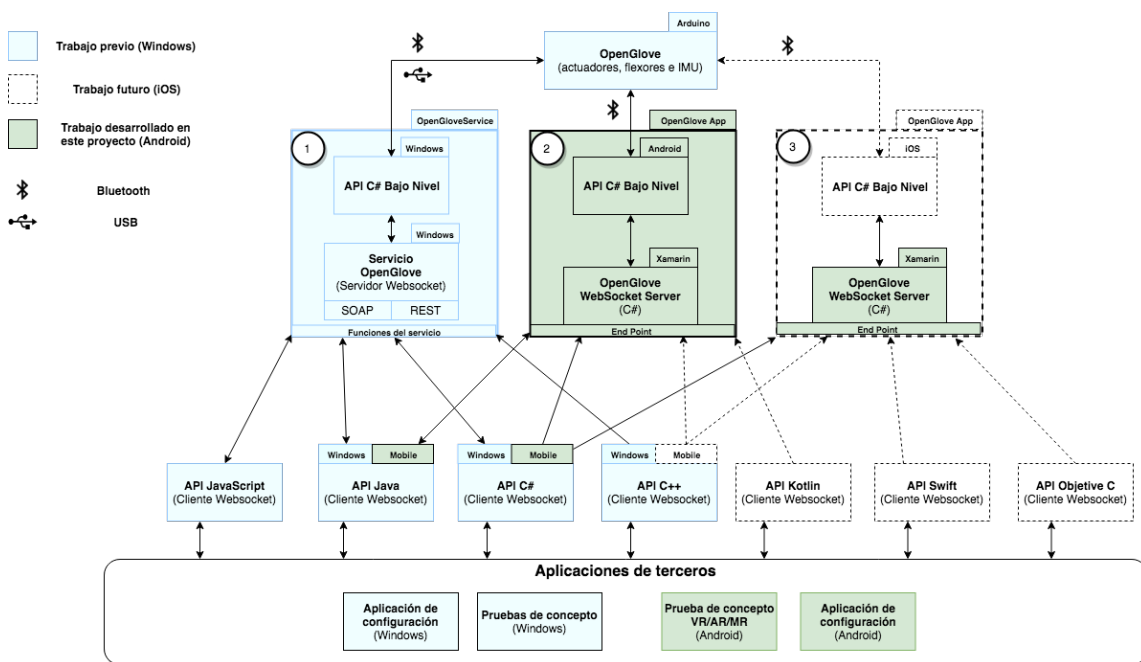 Trabajo previo (Windows)
Trabajo futuro (iOS)
Trabajo desarrollado en
este proyecto (Android)
Bluetooth
USB
Arduino
OpenGlove
(actuadores, flexores e IMU)
OpenGloveService
1
Windows
API C# Bajo Nivel
Windows
Servicio
OpenGlove
(Servidor Websocket)
SOAP
REST
Funciones del servicio
OpenGlove App
2
Android
API C# Bajo Nivel
Xamarin
OpenGlove
WebSocket Server
(C#)
End Point
OpenGlove App
3
iOS
API C# Bajo Nivel
Xamarin
OpenGlove
WebSocket Server
(C#)
End Point
API JavaScript
(Cliente Websocket)
Windows
Mobile
API Java
(Cliente Websocket)
Windows
Mobile
API C#
(Cliente Websocket)
Windows
Mobile
API C++
(Cliente Websocket)
API Kotlin
(Cliente Websocket)
API Swift
(Cliente Websocket)
API Objetive C
(Cliente Websocket)
Aplicaciones de terceros
Aplicación de
configuración
(Windows)
Pruebas de concepto
(Windows)
Prueba de concepto
VR/AR/MR
(Android)
Aplicación de
configuración
(Android)